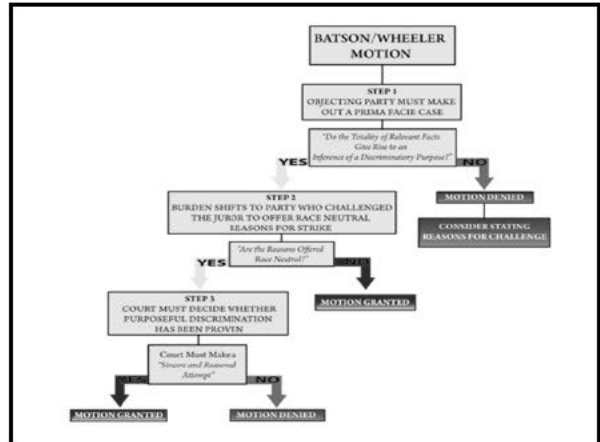 BATSON/WHEELER
MOTION
STEP 1
OBJECTING PARTY MUST MAKE
OUT A PRIMA FACIE CASE
"Do the Totality of Relevant Facts
Give Rise to an
Inference of a Discriminatory Purpose?"
YES
NO
MOTION DENIED
CONSIDER STATING
REASONS FOR CHALLENGE
STEP 2
BURDEN SHIFTS TO PARTY WHO CHALLENGED
THE JUROR TO OFFER RACE NEUTRAL
REASONS FOR STRIKE
"Are the Reasons Offered
Race Neutral?"
YES
NO
MOTION GRANTED
STEP 3
COURT MUST DECIDE WHETHER
PURPOSEFUL DISCRIMINATION
HAS BEEN PROVEN
Court Must Make a
"Sincere and Reasoned
Attempt"
YES
NO
MOTION GRANTED
MOTION DENIED